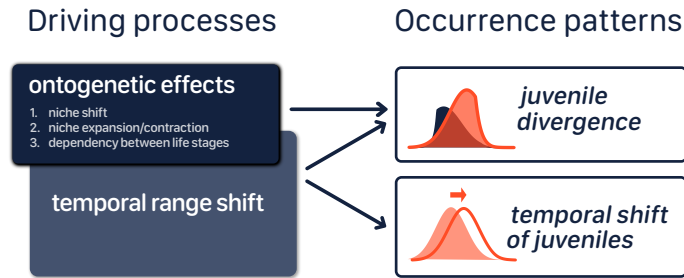 Driving processes
Occurrence patterns
ontogenetic effects
1. niche shift
2. niche expansion/contraction
3. dependency between life stages
temporal range shift
juvenile
divergence
temporal shift
of juveniles